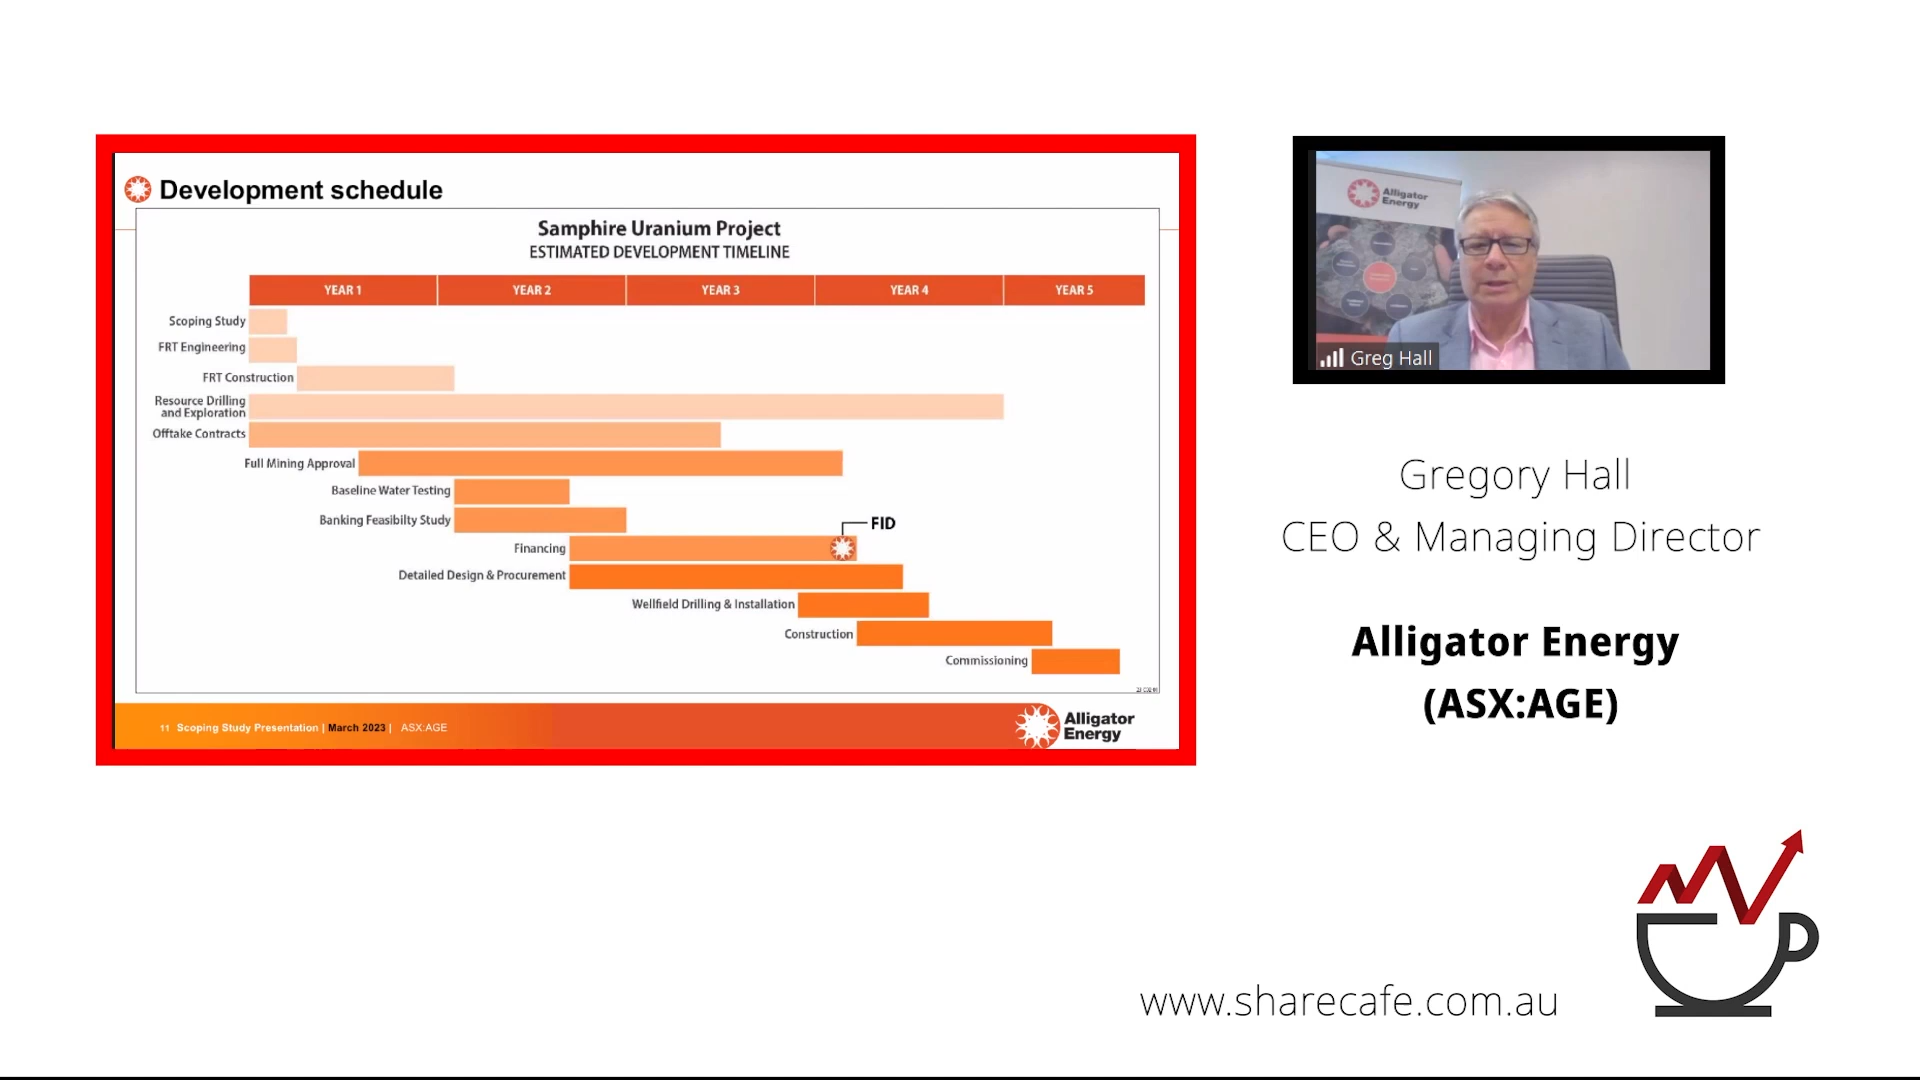 Development schedule
Samphire Uranium Project
ESTIMATED DEVELOPMENT TIMELINE
YEAR 1
YEAR 2
YEAR 3
YEAR 4
YEAR 5
Scoping Study
FRT Engineering
FRT Construction
Resource Drilling
and Exploration
Offtake Contracts
Full Mining Approval
Baseline Water Testing
Banking Feasibilty Study
FID
Financing
Detailed Design & Procurement
Wellfield Drilling & Installation
Construction
Commissioning
11 Scoping Study Presentation | March 2023 | ASX:AGE
Alligator
Energy
Alligator
Energy
Greg Hall
Gregory Hall
CEO & Managing Director
Alligator Energy
(ASX:AGE)
www.sharecafe.com.au